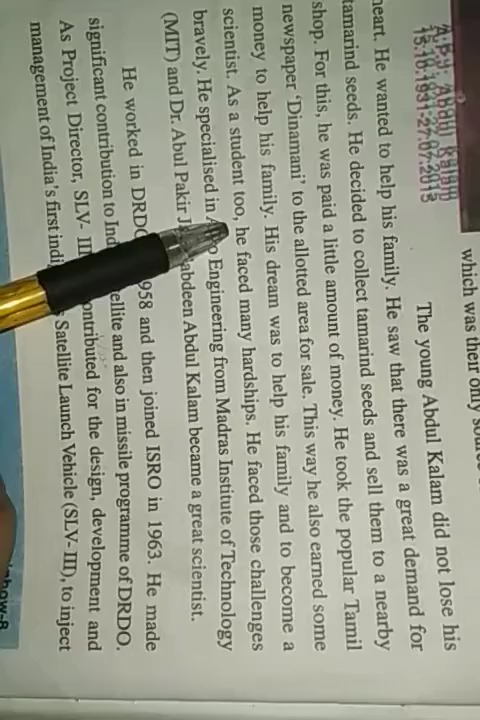 A.P.J. Abdul Kalam
15.10.1931-27.07.2015
which was their only
The young Abdul Kalam did not lose his
heart. He wanted to help his family. He saw that there was a great demand for
tamarind seeds. He decided to collect tamarind seeds and sell them to a nearby
shop. For this, he was paid a little amount of money. He took the popular Tamil
newspaper 'Dinamani' to the allotted area for sale. This way he also earned some
money to help his family. His dream was to help his family and to become a
scientist. As a student too, he faced many hardships. He faced those challenges
bravely. He specialised in Engineering from Madras Institute of Technology
(MIT) and Dr. Abul Pakir Abdul Kalam became a great scientist.
He worked in 1958 and then joined ISRO in 1963. He made
significant contribution to and also in missile programme of DRDO.
As Project Director, SLV- III for the design, development and
management of India's first Satellite Launch Vehicle (SLV- III), to inject